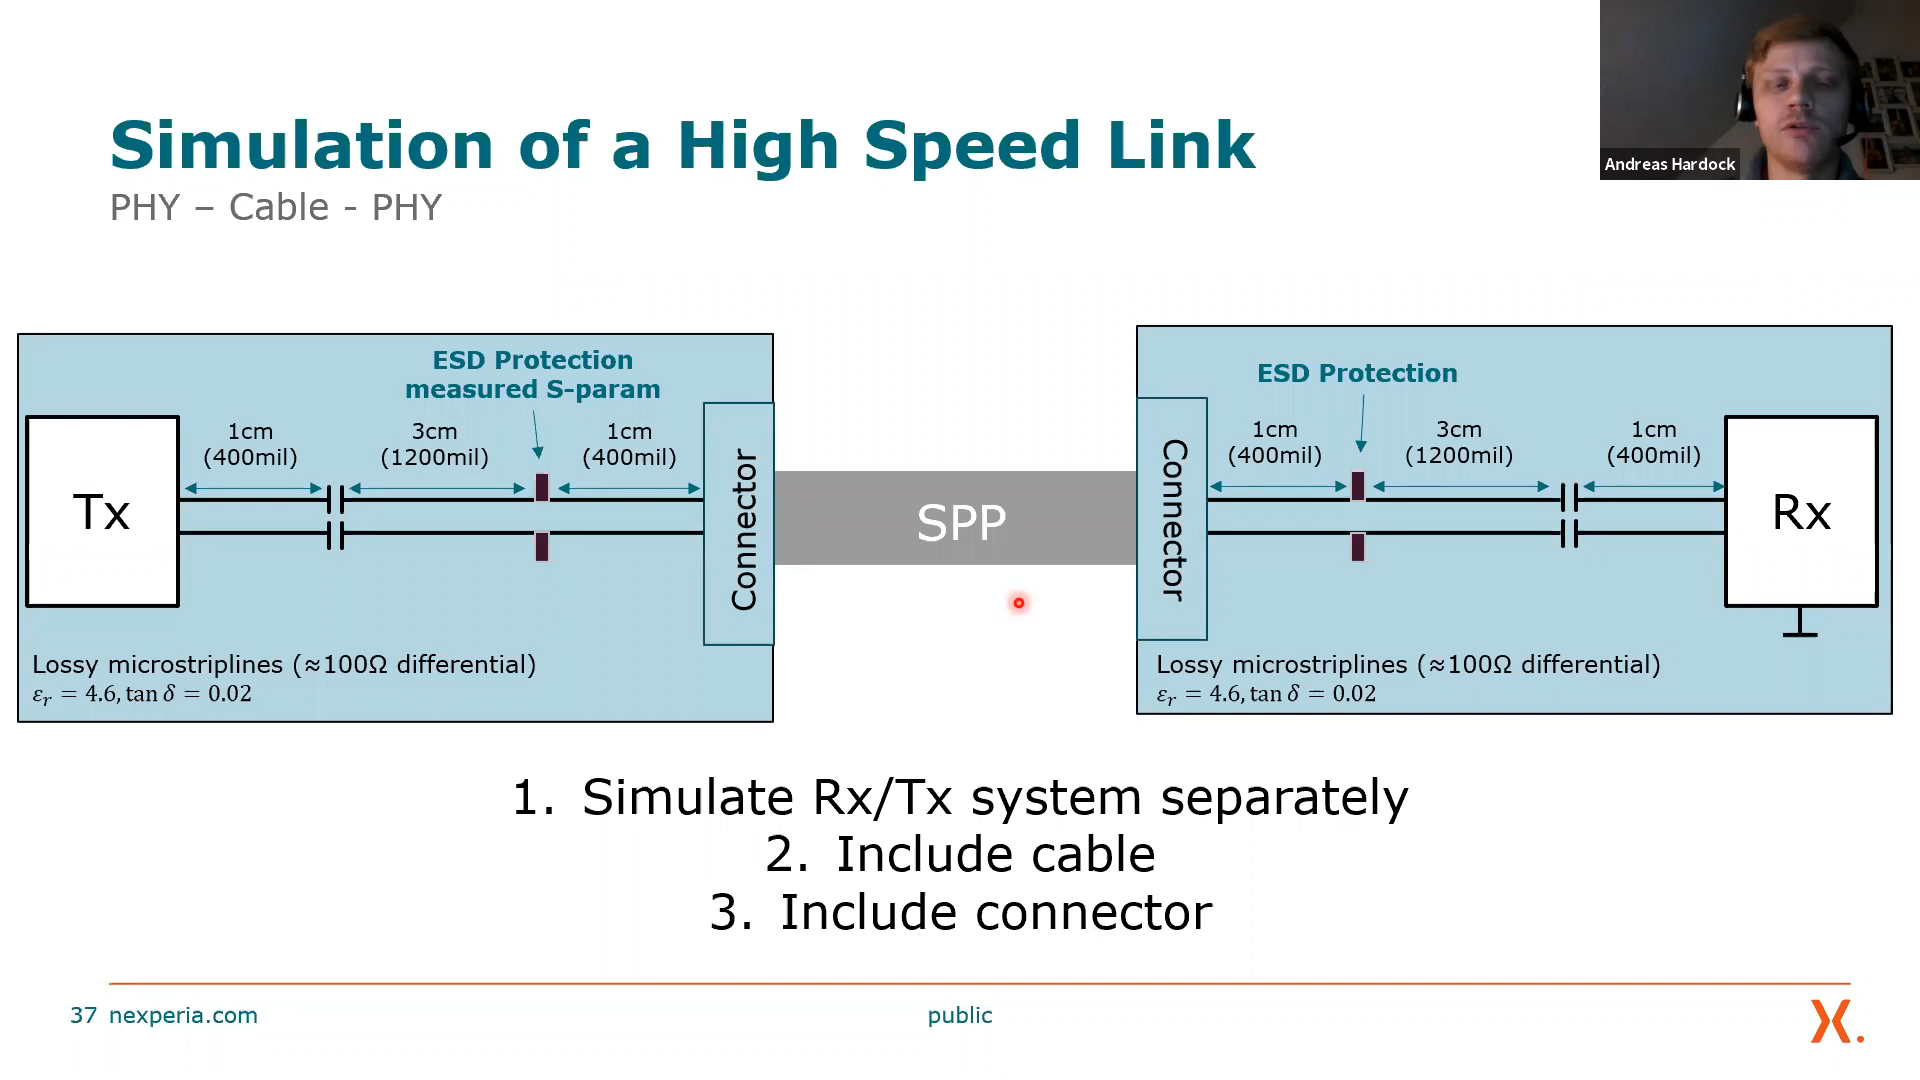 Andreas Hardock
Simulation of a High Speed Link
PHY – Cable - PHY
ESD Protection
measured S-param
1cm
(400mil)
3cm
(1200mil)
1cm
(400mil)
Tx
Connector
Lossy microstriplines (≈100Ω differential)
εr = 4.6, tan δ = 0.02
SPP
ESD Protection
1cm
(400mil)
3cm
(1200mil)
1cm
(400mil)
Connector
Rx
Lossy microstriplines (≈100Ω differential)
εr = 4.6, tan δ = 0.02
1. Simulate Rx/Tx system separately
2. Include cable
3. Include connector
37 nexperia.com
public